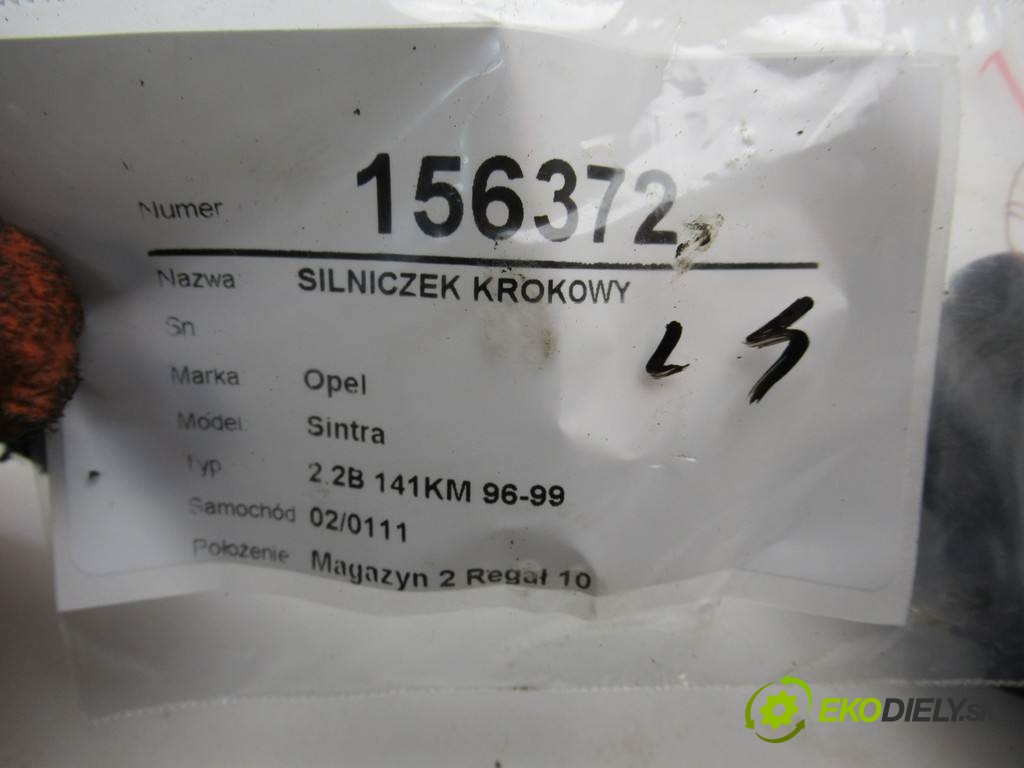 Numer 156372
Nazwa: SILNICZEK KROKOWY
Sn
Marka Opel
Model: Sintra
Typ 2.2B 141KM 96-99
Samochód 02/0111
Położenie Magazyn 2 Regał 10
EKODIELY.sk